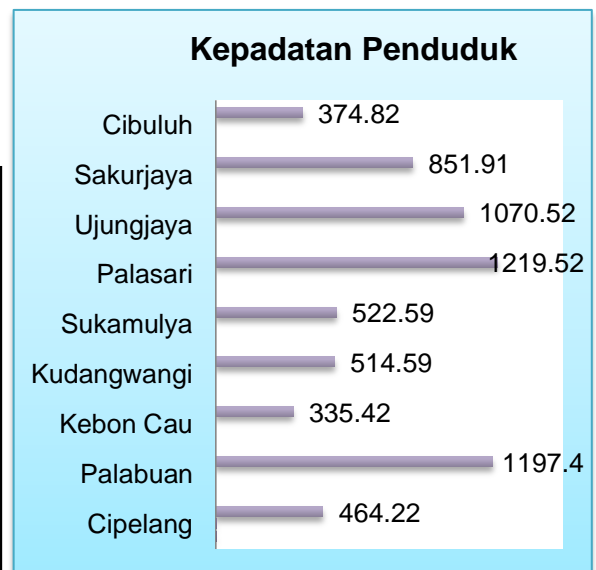 Kepadatan Penduduk
Cibuluh 374.82
Sakurjaya 851.91
Ujungjaya 1070.52
Palasari 1219.52
Sukamulya 522.59
Kudangwangi 514.59
Kebon Cau 335.42
Palabuan 1197.4
Cipelang 464.22